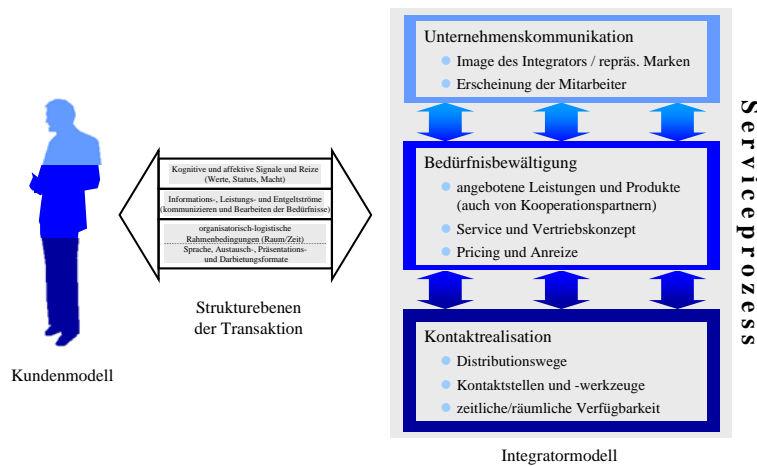 Kundenmodell
Kognitive und affektive Signale und Reize
(Werte, Statuts, Macht)
Informations-, Leistungs- und Entgeltströme
(kommunizieren und Bearbeiten der Bedürfnisse)
organisatorisch-logistische
Rahmenbedingungen (Raum/Zeit)
Sprache, Austausch-, Präsentations-
und Darbietungsformate
Strukturebenen
der Transaktion
Unternehmenskommunikation
Image des Integrators / repräs. Marken
Erscheinung der Mitarbeiter
Bedürfnisbewältigung
angebotene Leistungen und Produkte
(auch von Kooperationspartnern)
Service und Vertriebskonzept
Pricing und Anreize
Kontaktrealisation
Distributionswege
Kontaktstellen und -werkzeuge
zeitliche/räumliche Verfügbarkeit
Integratormodell
Serviceprozess